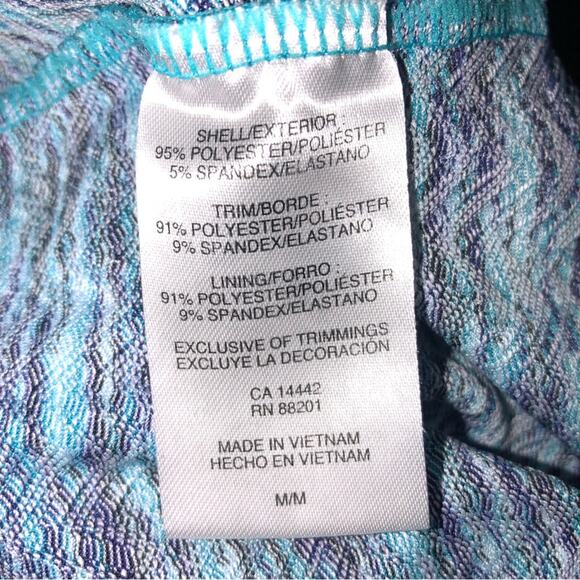 SHELL/EXTERIOR :
95% POLYESTER/POLIÉSTER
5% SPANDEX/ELASTANO
TRIM/BORDE :
91% POLYESTER/POLIÉSTER
9% SPANDEX/ELASTANO
LINING/FORRO :
91% POLYESTER/POLIÉSTER
9% SPANDEX/ELASTANO
EXCLUSIVE OF TRIMMINGS
EXCLUYE LA DECORACIÓN
CA 14442
RN 88201
MADE IN VIETNAM
HECHO EN VIETNAM
M/M